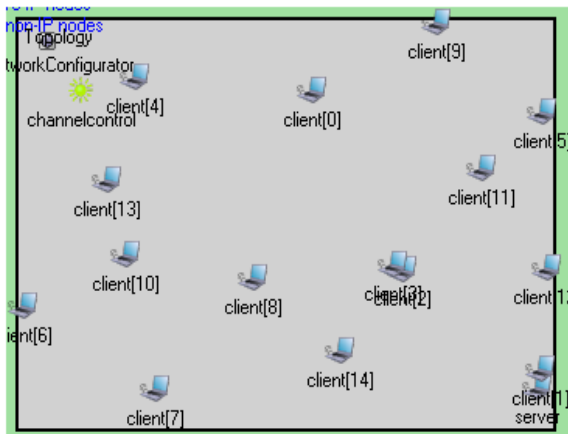 non-IP nodes
Topology
tworkConfigurator
channelcontrol
client[4]
client[9]
client[0]
client[5]
client[11]
client[13]
client[10]
client[8]
client[3]
client[2]
client[12
ient[6]
client[14]
client[7]
client[1]
server